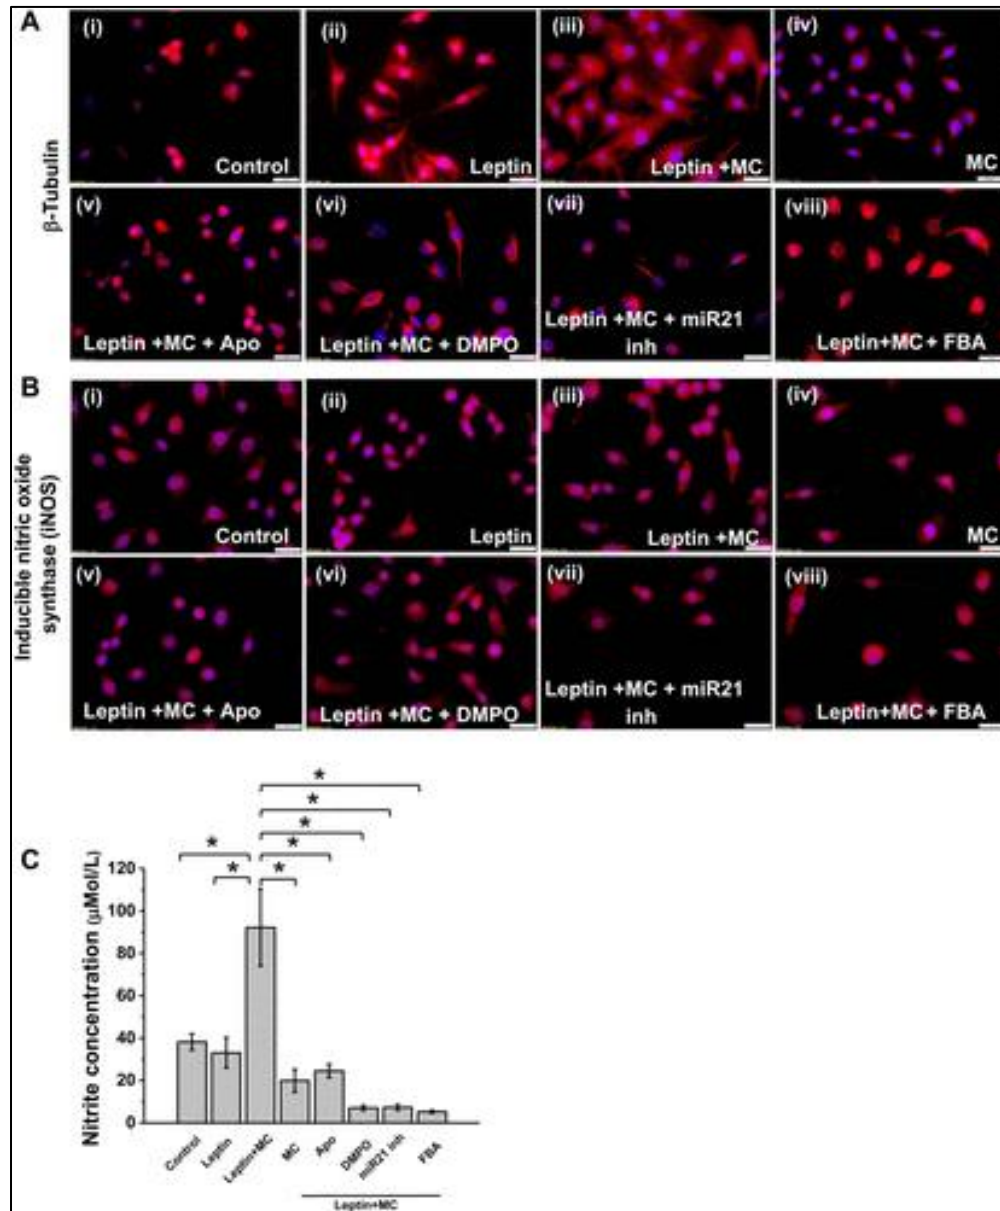 A
(i)
(ii)
(iii)
(iv)
Control
Leptin
Leptin +MC
MC
β-Tubulin
(v)
(vi)
(vii)
(viii)
Leptin +MC + Apo
Leptin +MC + DMPO
Leptin +MC + miR21
inh
Leptin+MC + FBA
B
(i)
(ii)
(iii)
(iv)
Control
Leptin
Leptin +MC
MC
Inducible nitric oxide
synthase (iNOS)
(v)
(vi)
(vii)
(viii)
Leptin +MC + Apo
Leptin +MC + DMPO
Leptin +MC + miR21
inh
Leptin+MC + FBA
C
*
*
*
*
*
*
*
Nitrite concentration (µMol/L)
120
100
80
60
40
20
0
Control
Leptin
Leptin+MC
MC
Apo
DMPO
miR21 inh
FBA
Leptin+MC